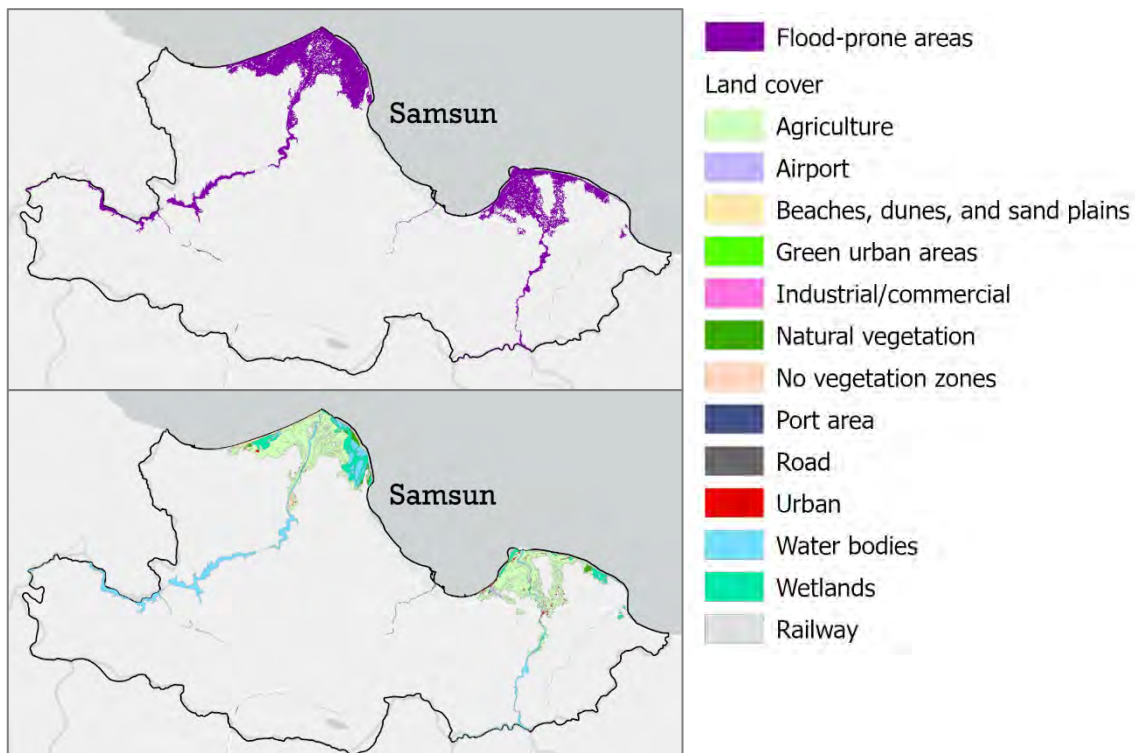 Samsun
Samsun
Flood-prone areas
Land cover
Agriculture
Airport
Beaches, dunes, and sand plains
Green urban areas
Industrial/commercial
Natural vegetation
No vegetation zones
Port area
Road
Urban
Water bodies
Wetlands
Railway